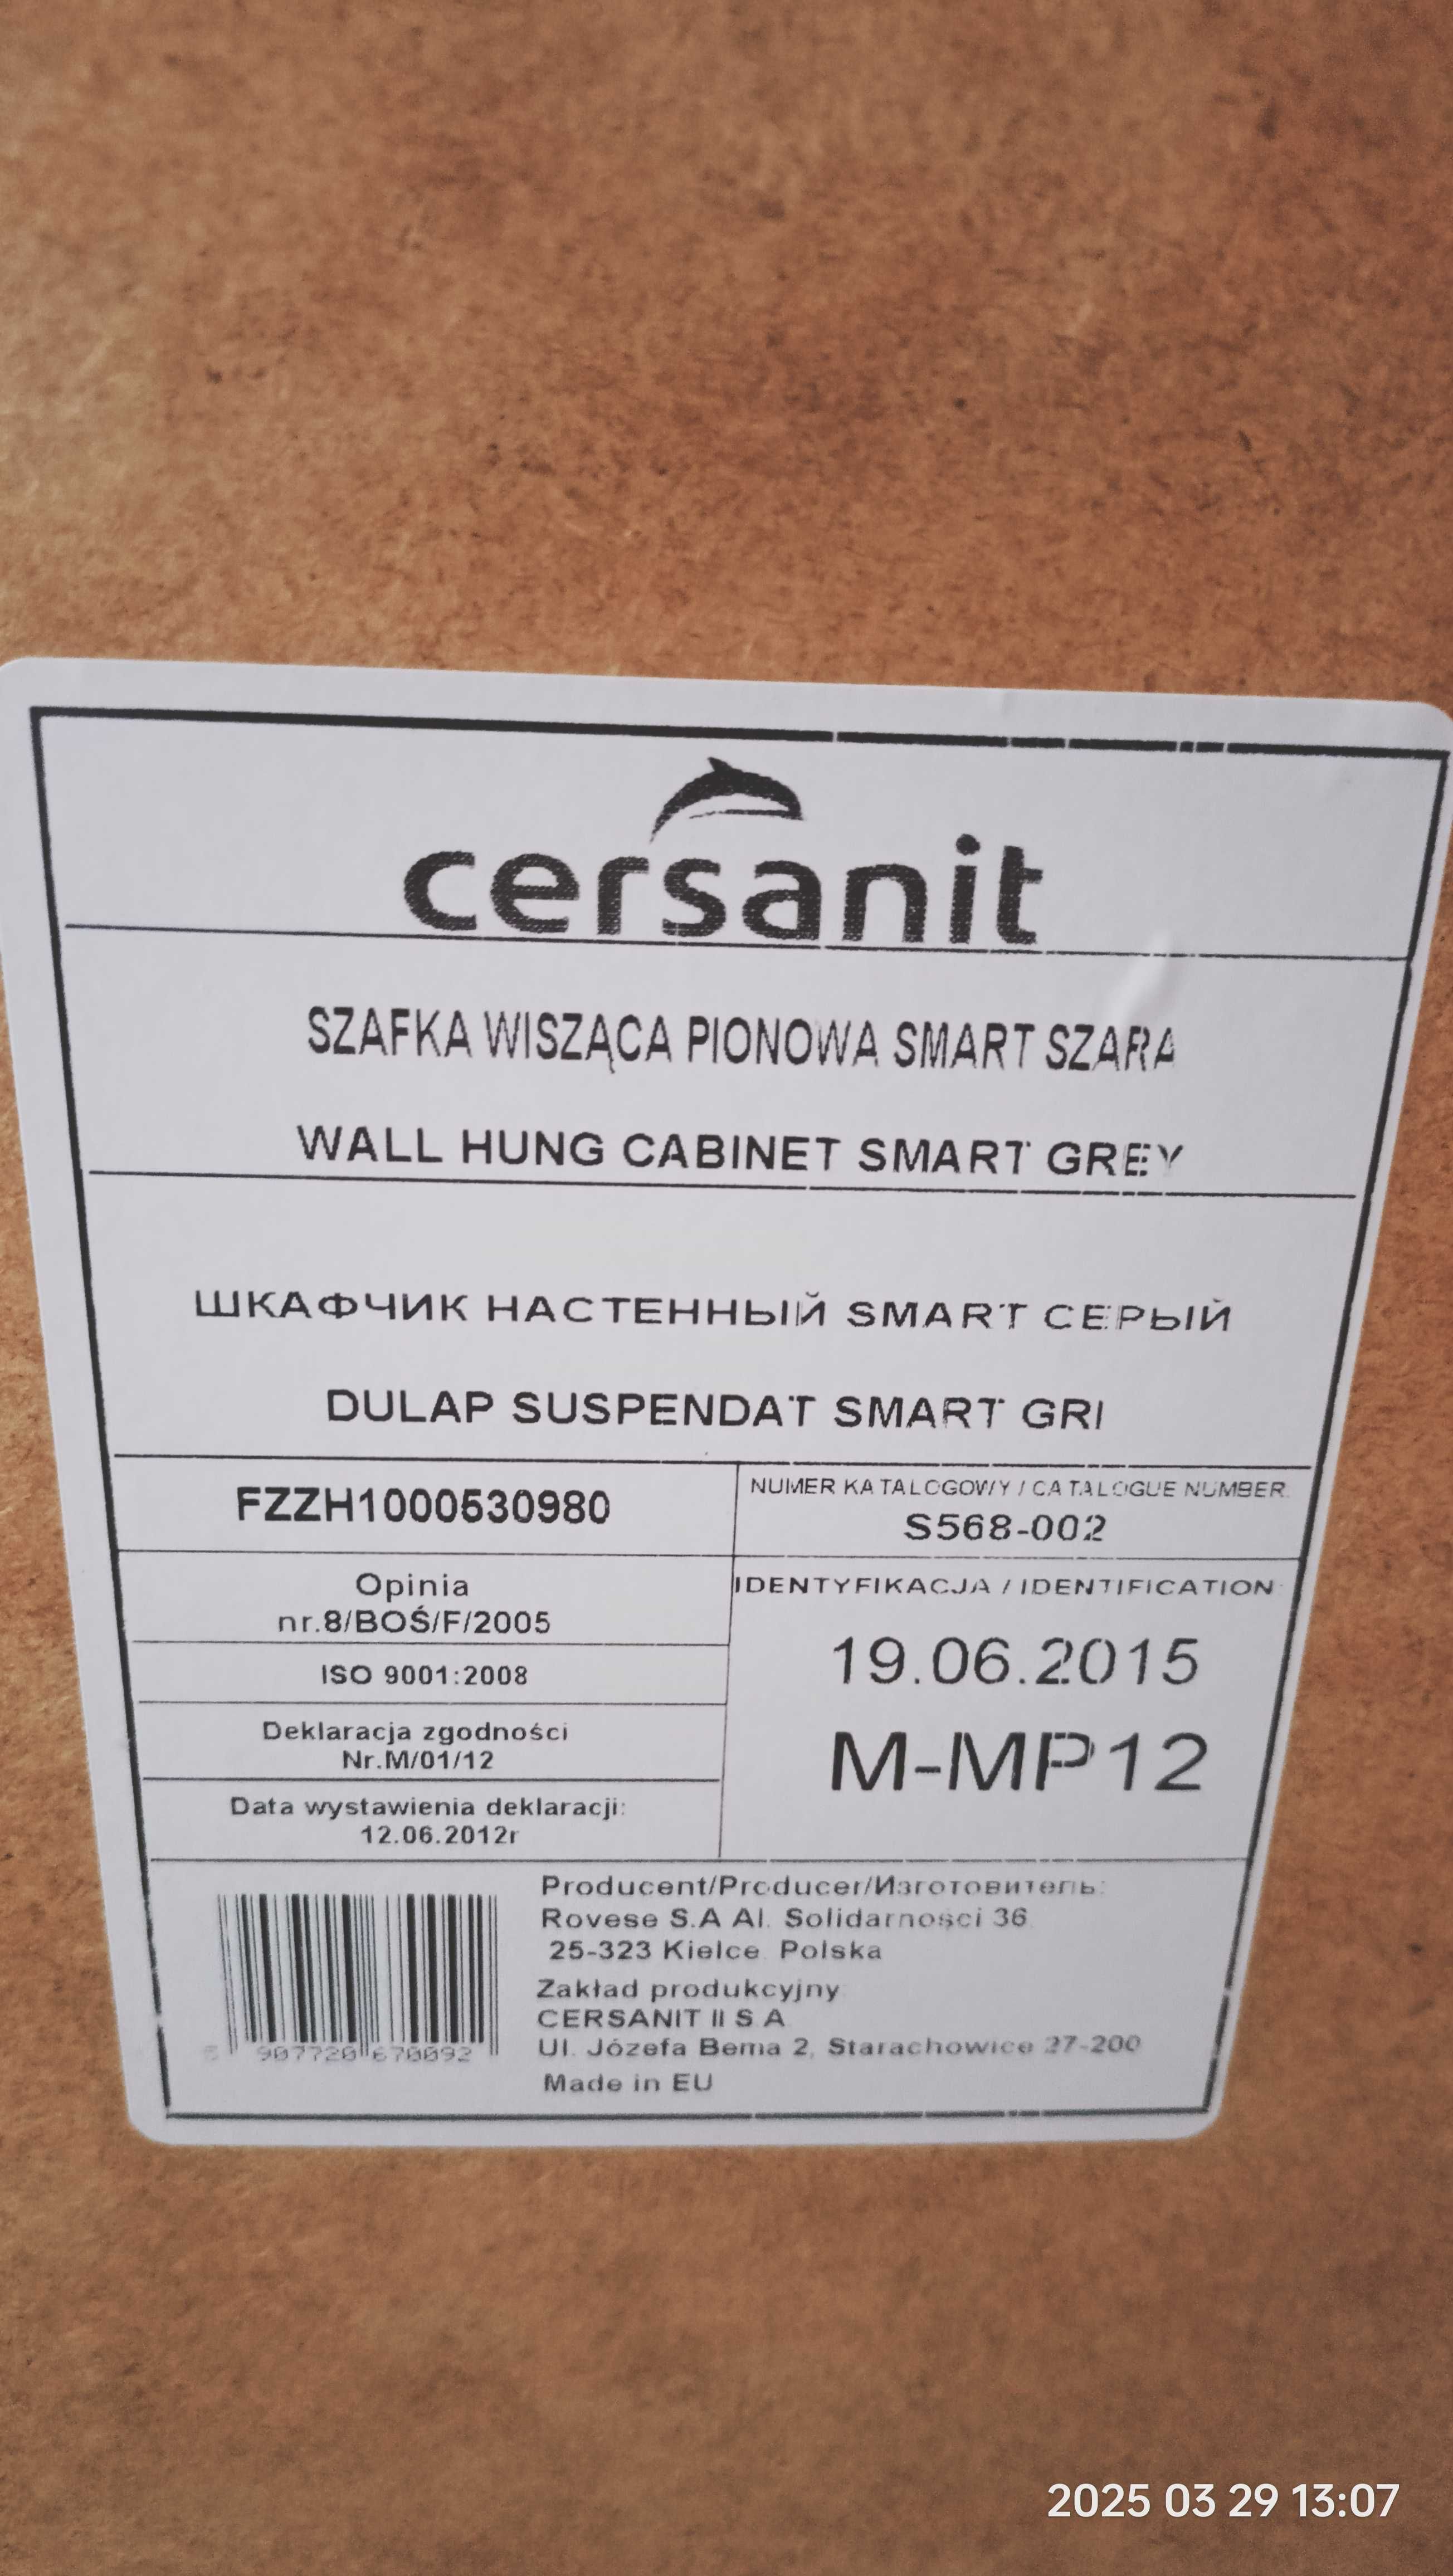 cersanit
SZAFKA WISZĄCA PIONOWA SMART SZARA
WALL HUNG CABINET SMART GREY
ШКАФЧИК НАСТЕННЫЙ SMART СЕРЫЙ
DULAP SUSPENDAT SMART GRI
FZZH1000530980
NUMER KATALOGOWY / CATALOGUE NUMBER:
S568-002
Opinia
nr.8/BOŚ/F/2005
ISO 9001:2008
Deklaracja zgodności
Nr.M/01/12
Data wystawienia deklaracji:
12.06.2012r
IDENTYFIKACJA / IDENTIFICATION:
19.06.2015
M-MP12
5 907720 670092
Producent/Producer/Изготовитель:
Rovese S.A Al. Solidarności 36
25-323 Kielce Polska
Zakład produkcyjny
CERSANIT II S A
Ul. Józefa Bema 2, Starachowice 27-200
Made in EU
2025 03 29 13:07